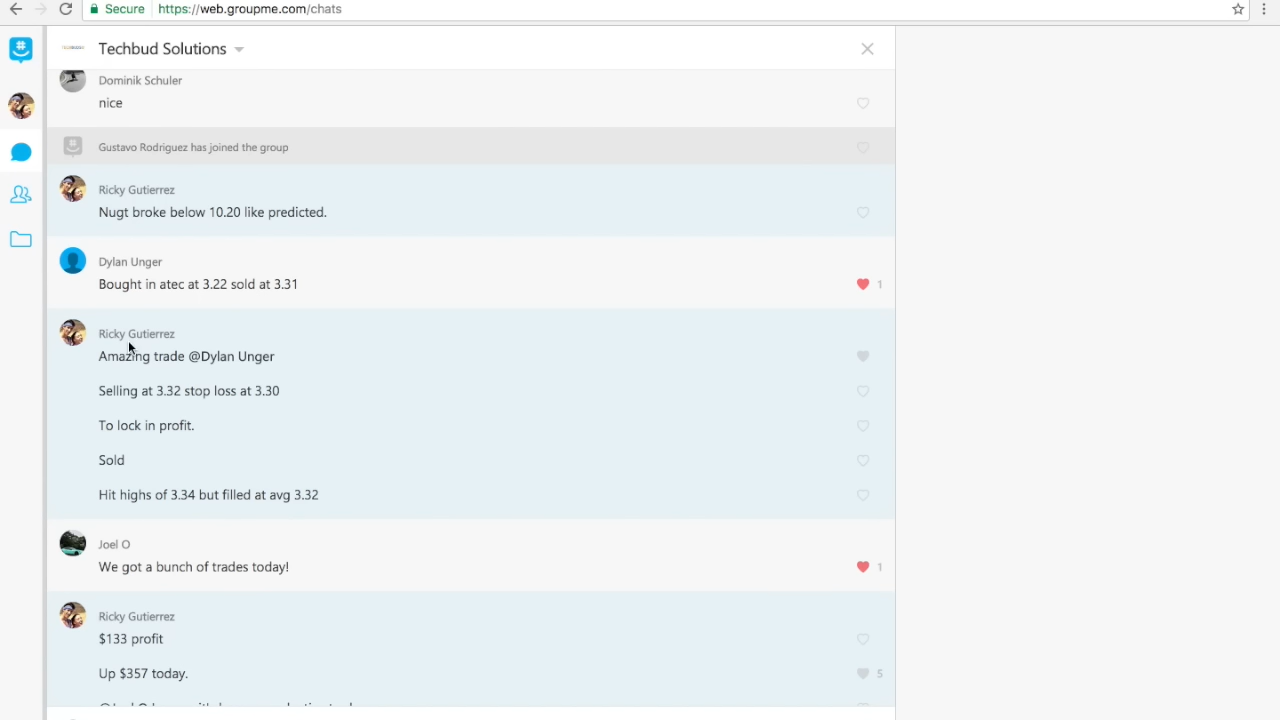 Secure https://web.groupme.com/chats
Techbud Solutions
Dominik Schuler
nice
Gustavo Rodriguez has joined the group
Ricky Gutierrez
Nugt broke below 10.20 like predicted.
Dylan Unger
Bought in atec at 3.22 sold at 3.31
1
Ricky Gutierrez
Amazing trade @Dylan Unger
Selling at 3.32 stop loss at 3.30
To lock in profit.
Sold
Hit highs of 3.34 but filled at avg 3.32
Joel O
We got a bunch of trades today!
1
Ricky Gutierrez
$133 profit
Up $357 today.
5